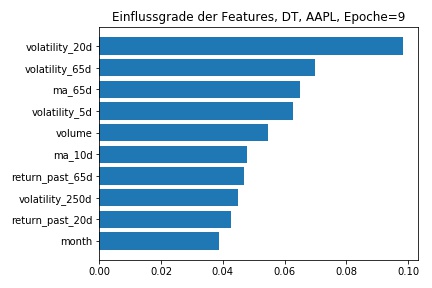 Einflussgrade der Features, DT, AAPL, Epoche=9
volatility_20d
volatility_65d
ma_65d
volatility_5d
volume
ma_10d
return_past_65d
volatility_250d
return_past_20d
month
0.00 0.02 0.04 0.06 0.08 0.10